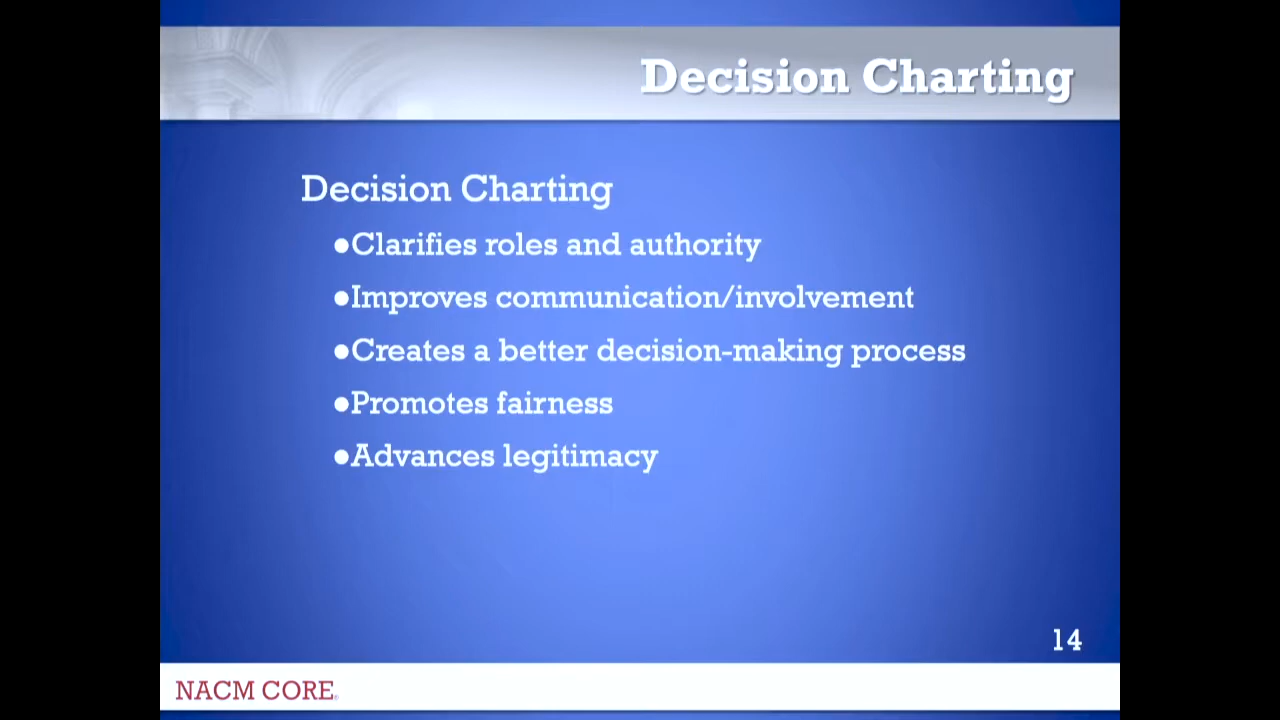 Decision Charting
Decision Charting
●Clarifies roles and authority
●Improves communication/involvement
●Creates a better decision-making process
●Promotes fairness
●Advances legitimacy
14
NACM CORE®